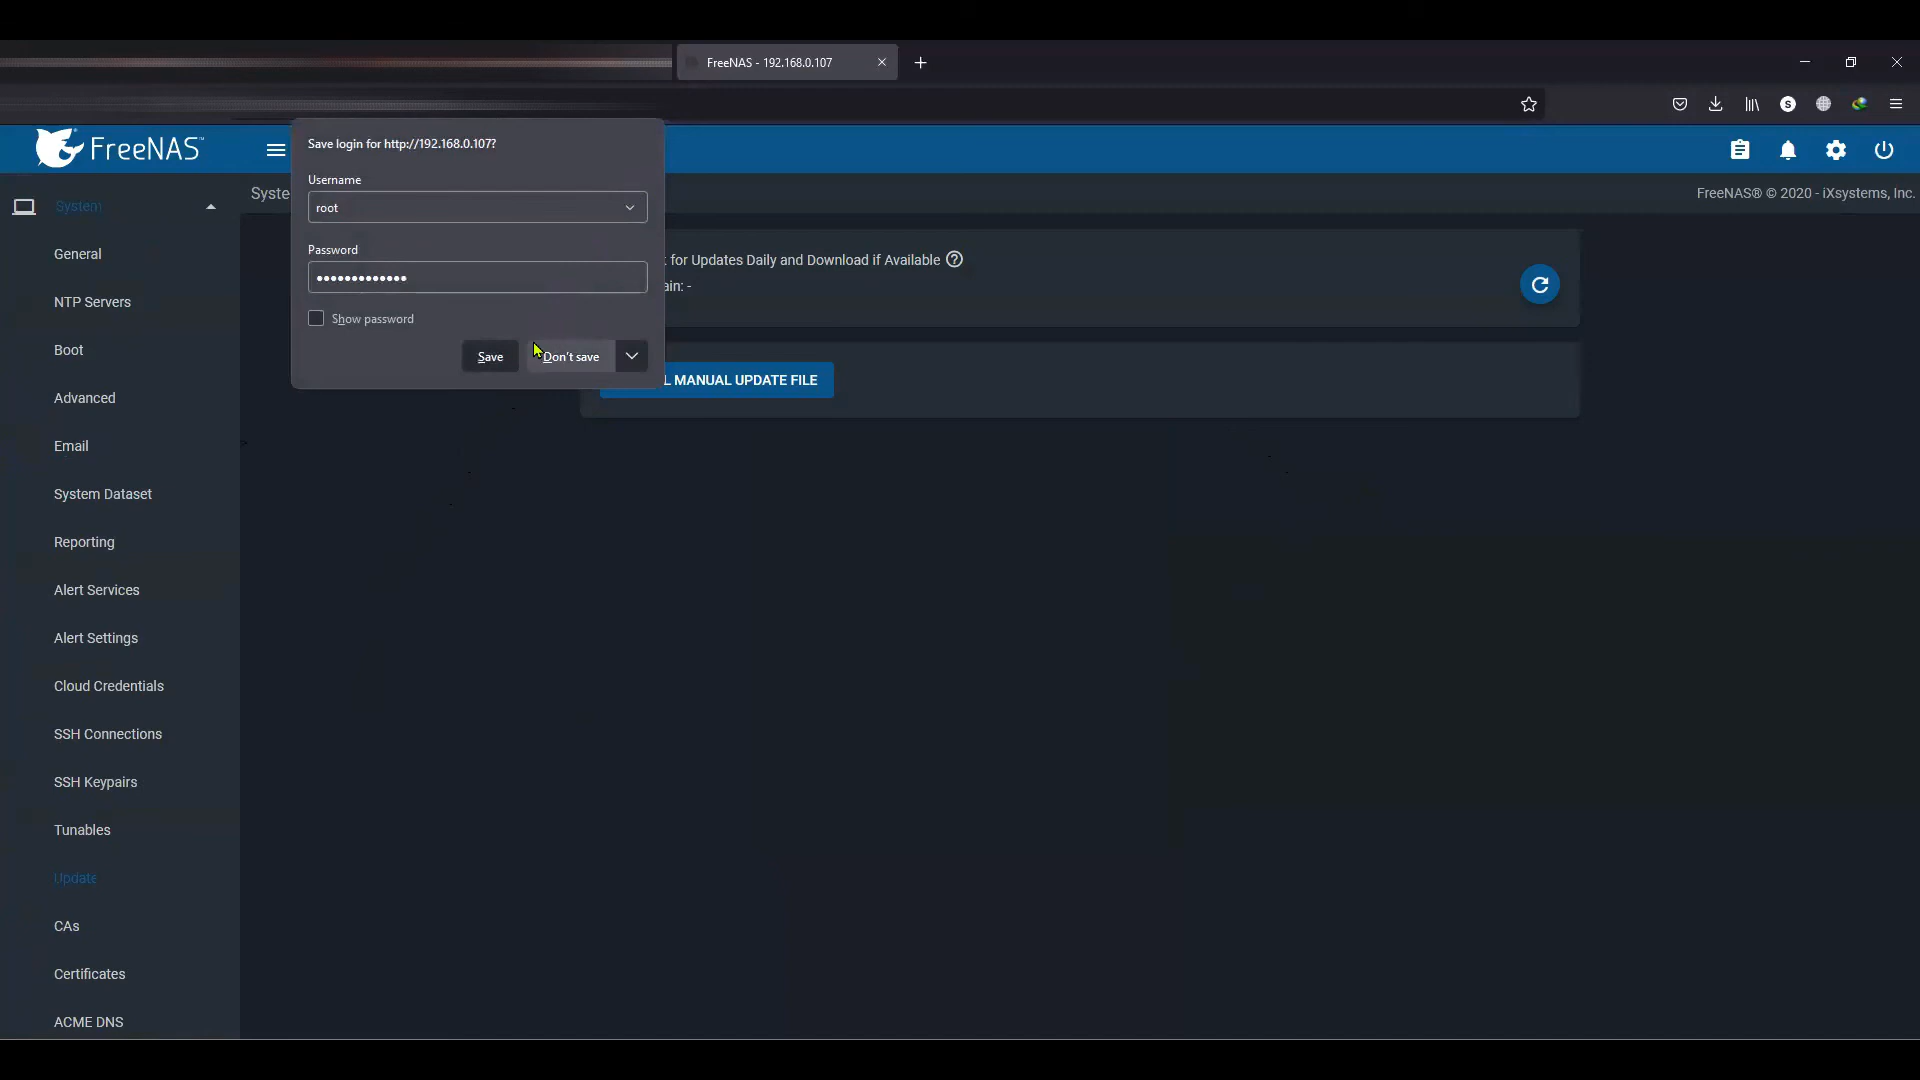 FreeNAS - 192.168.0.107
S
FreeNAS™
Save login for http://192.168.0.107?
Username
root
Password
•••••••••••••
Show password
Save
Don't save
Syste
FreeNAS® © 2020 - iXsystems, Inc.
for Updates Daily and Download if Available
ain: -
L MANUAL UPDATE FILE
System
General
NTP Servers
Boot
Advanced
Email
System Dataset
Reporting
Alert Services
Alert Settings
Cloud Credentials
SSH Connections
SSH Keypairs
Tunables
Update
CAs
Certificates
ACME DNS